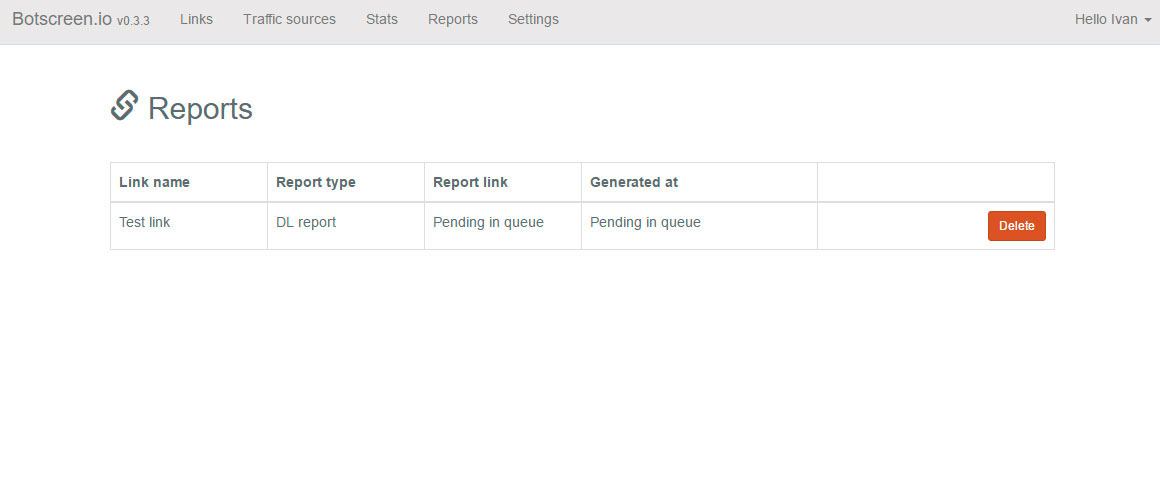 Botscreen.io v0.3.3 Links Traffic sources Stats Reports Settings Hello Ivan
Reports
Link name Report type Report link Generated at
Test link DL report Pending in queue Pending in queue Delete